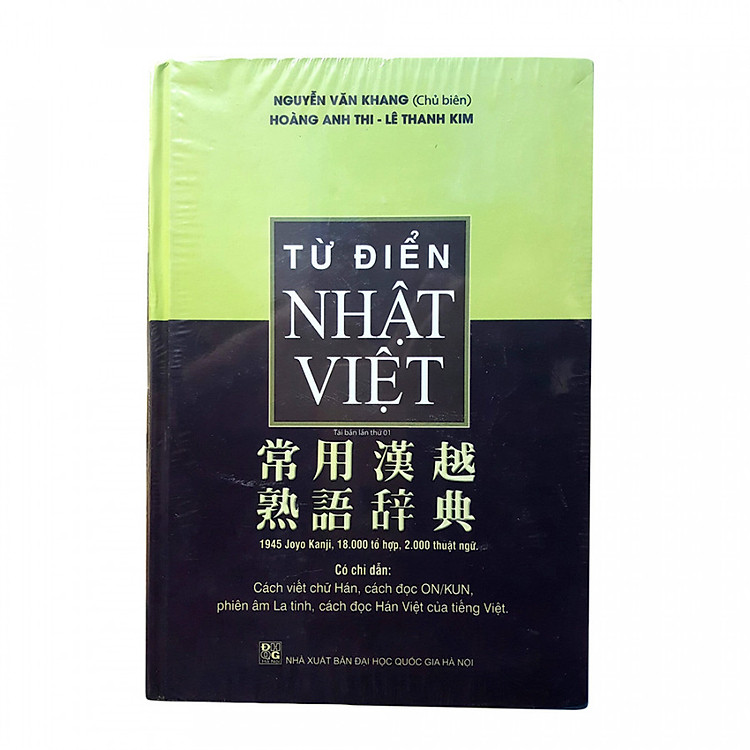 NGUYỄN VĂN KHANG (Chủ biên)
HOÀNG ANH THI - LÊ THANH KIM
TỪ ĐIỂN
NHẬT
VIỆT
Tái bản lần thứ 01
常用漢越
熟語辞典
1945 Joyo Kanji, 18.000 tổ hợp, 2.000 thuật ngữ.
Có chỉ dẫn:
Cách viết chữ Hán, cách đọc ON/KUN,
phiên âm La tinh, cách đọc Hán Việt của tiếng Việt.
NHÀ XUẤT BẢN ĐẠI HỌC QUỐC GIA HÀ NỘI